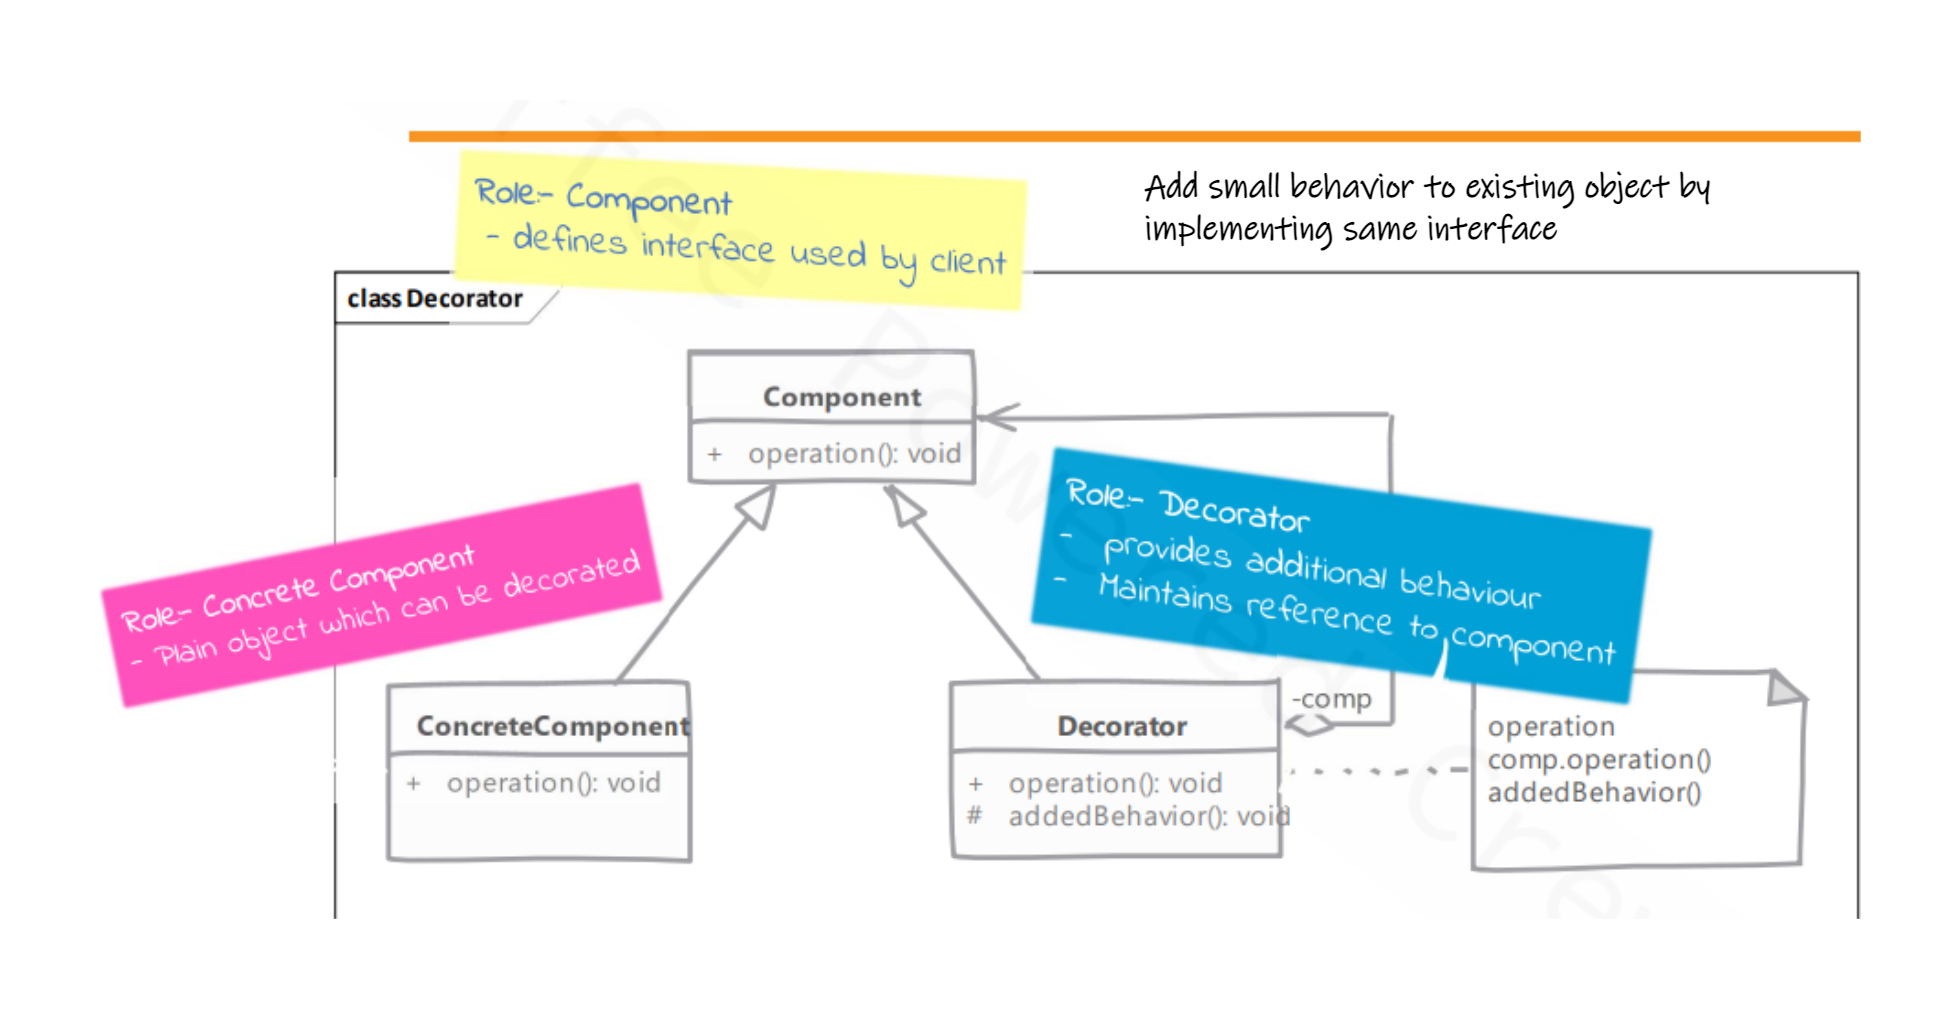 Add small behavior to existing object by
implementing same interface
Role:- Component
- defines interface used by client
class Decorator
Component
+ operation(): void
Role:- Concrete Component
- Plain object which can be decorated
Role:- Decorator
- provides additional behaviour
- Maintains reference to component
ConcreteComponent
+ operation(): void
Decorator
+ operation(): void
# addedBehavior(): void
-comp
operation
comp.operation()
addedBehavior()